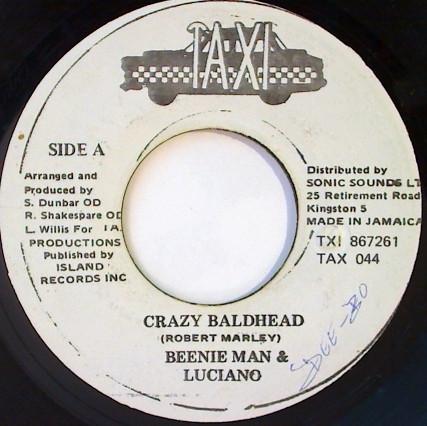 TAXI
SIDE A
Arranged and
Produced by
S. Dunbar OD
R. Shakespare OD
L. Willis For TA
PRODUCTIONS
Published by
ISLAND
RECORDS INC
Distributed by
SONIC SOUNDS LT
25 Retirement Road
Kingston 5
MADE IN JAMAICA
TXI 867261
TAX 044
CRAZY BALDHEAD
(ROBERT MARLEY)
BEENIE MAN &
LUCIANO